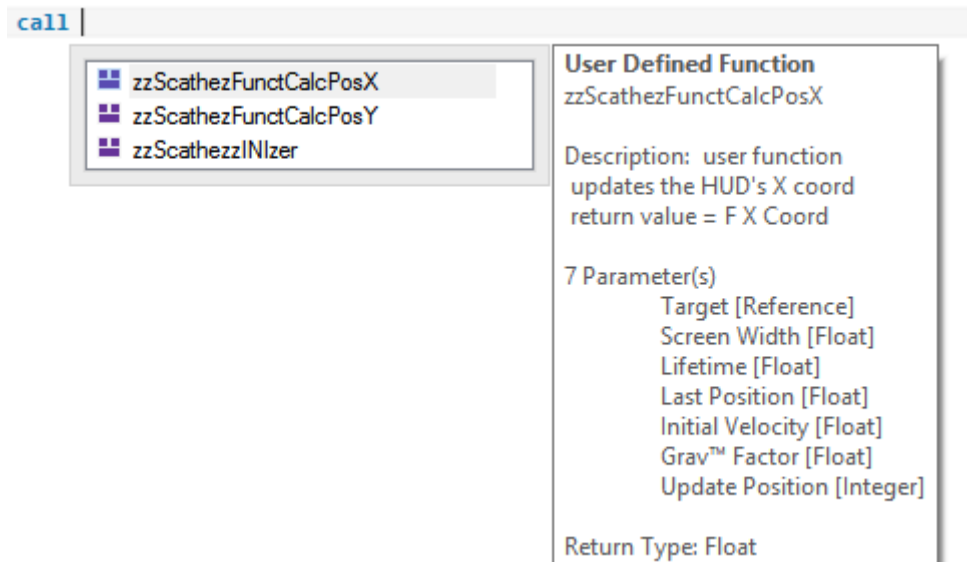 call
zzScathezFunctCalcPosX
zzScathezFunctCalcPosY
zzScathezzINIzer
User Defined Function
zzScathezFunctCalcPosX
Description:  user function
updates the HUD's X coord
return value = F X Coord
7 Parameter(s)
Target [Reference]
Screen Width [Float]
Lifetime [Float]
Last Position [Float]
Initial Velocity [Float]
Grav™ Factor [Float]
Update Position [Integer]
Return Type: Float